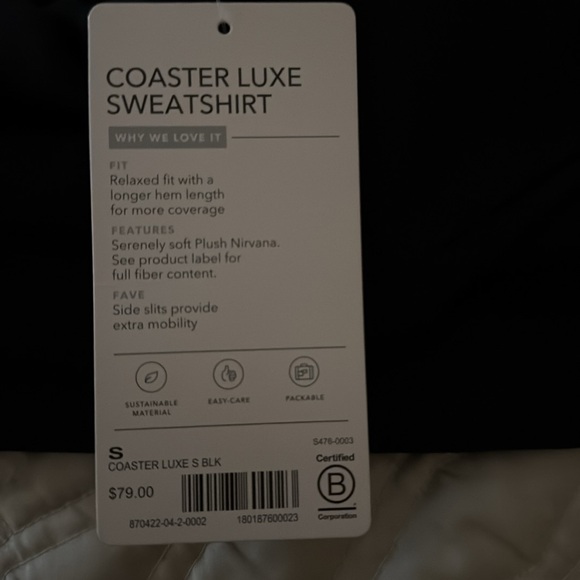 COASTER LUXE
SWEATSHIRT
WHY WE LOVE IT
FIT
Relaxed fit with a
longer hem length
for more coverage
FEATURES
Serenely soft Plush Nirvana.
See product label for
full fiber content.
FAVE
Side slits provide
extra mobility
SUSTAINABLE
MATERIAL
EASY-CARE
PACKABLE
S
S476-0003
COASTER LUXE S BLK
$79.00
870422-04-2-0002
180187600023
Certified
B
Corporation